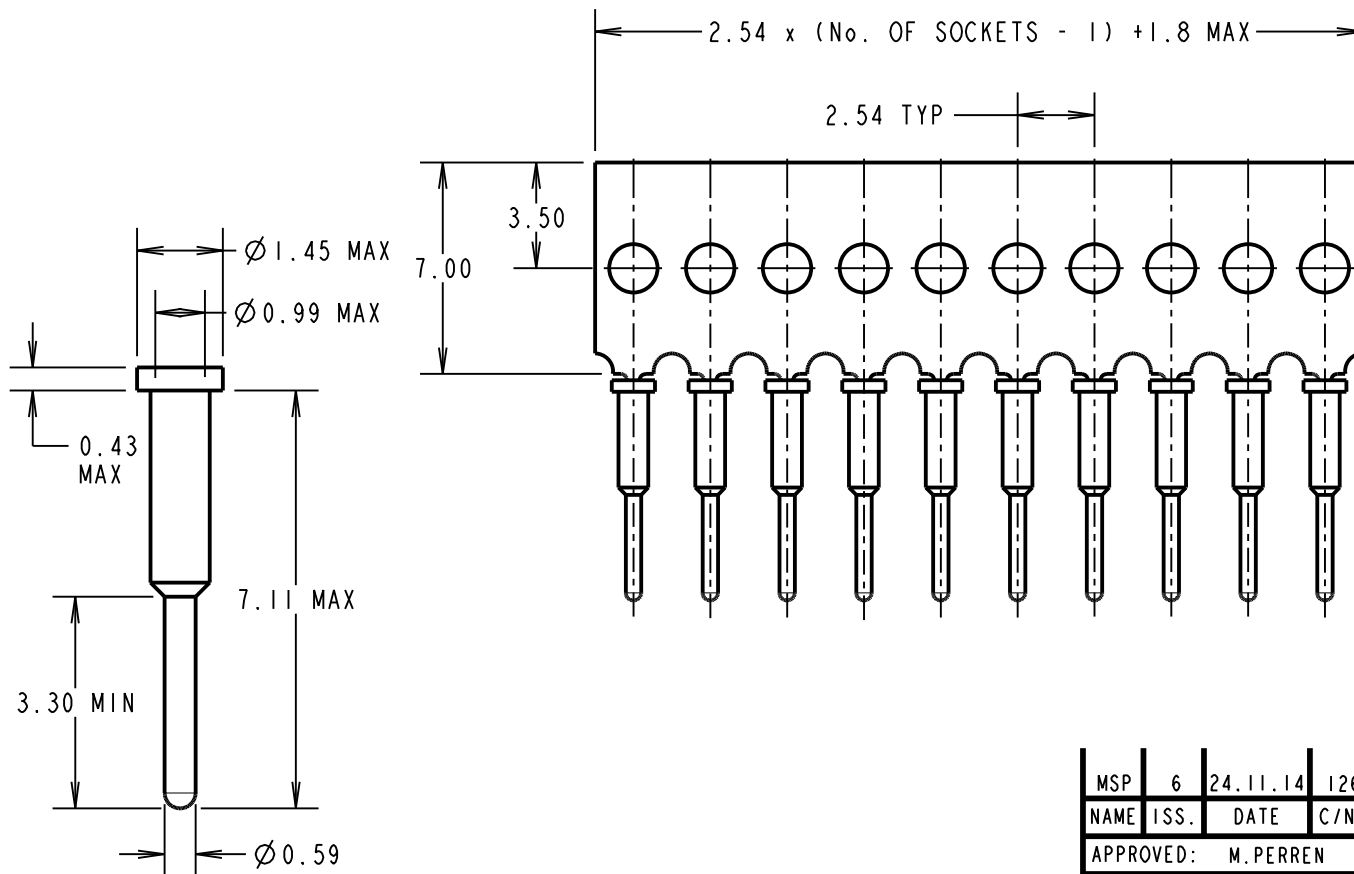 2.54 x (No. OF SOCKETS - 1) +1.8 MAX
2.54 TYP
3.50
7.00
Ø1.45 MAX
Ø0.99 MAX
0.43
MAX
7.11 MAX
3.30 MIN
Ø0.59
MSP 6 24.11.14 126
NAME ISS. DATE C/N
APPROVED: M.PERREN